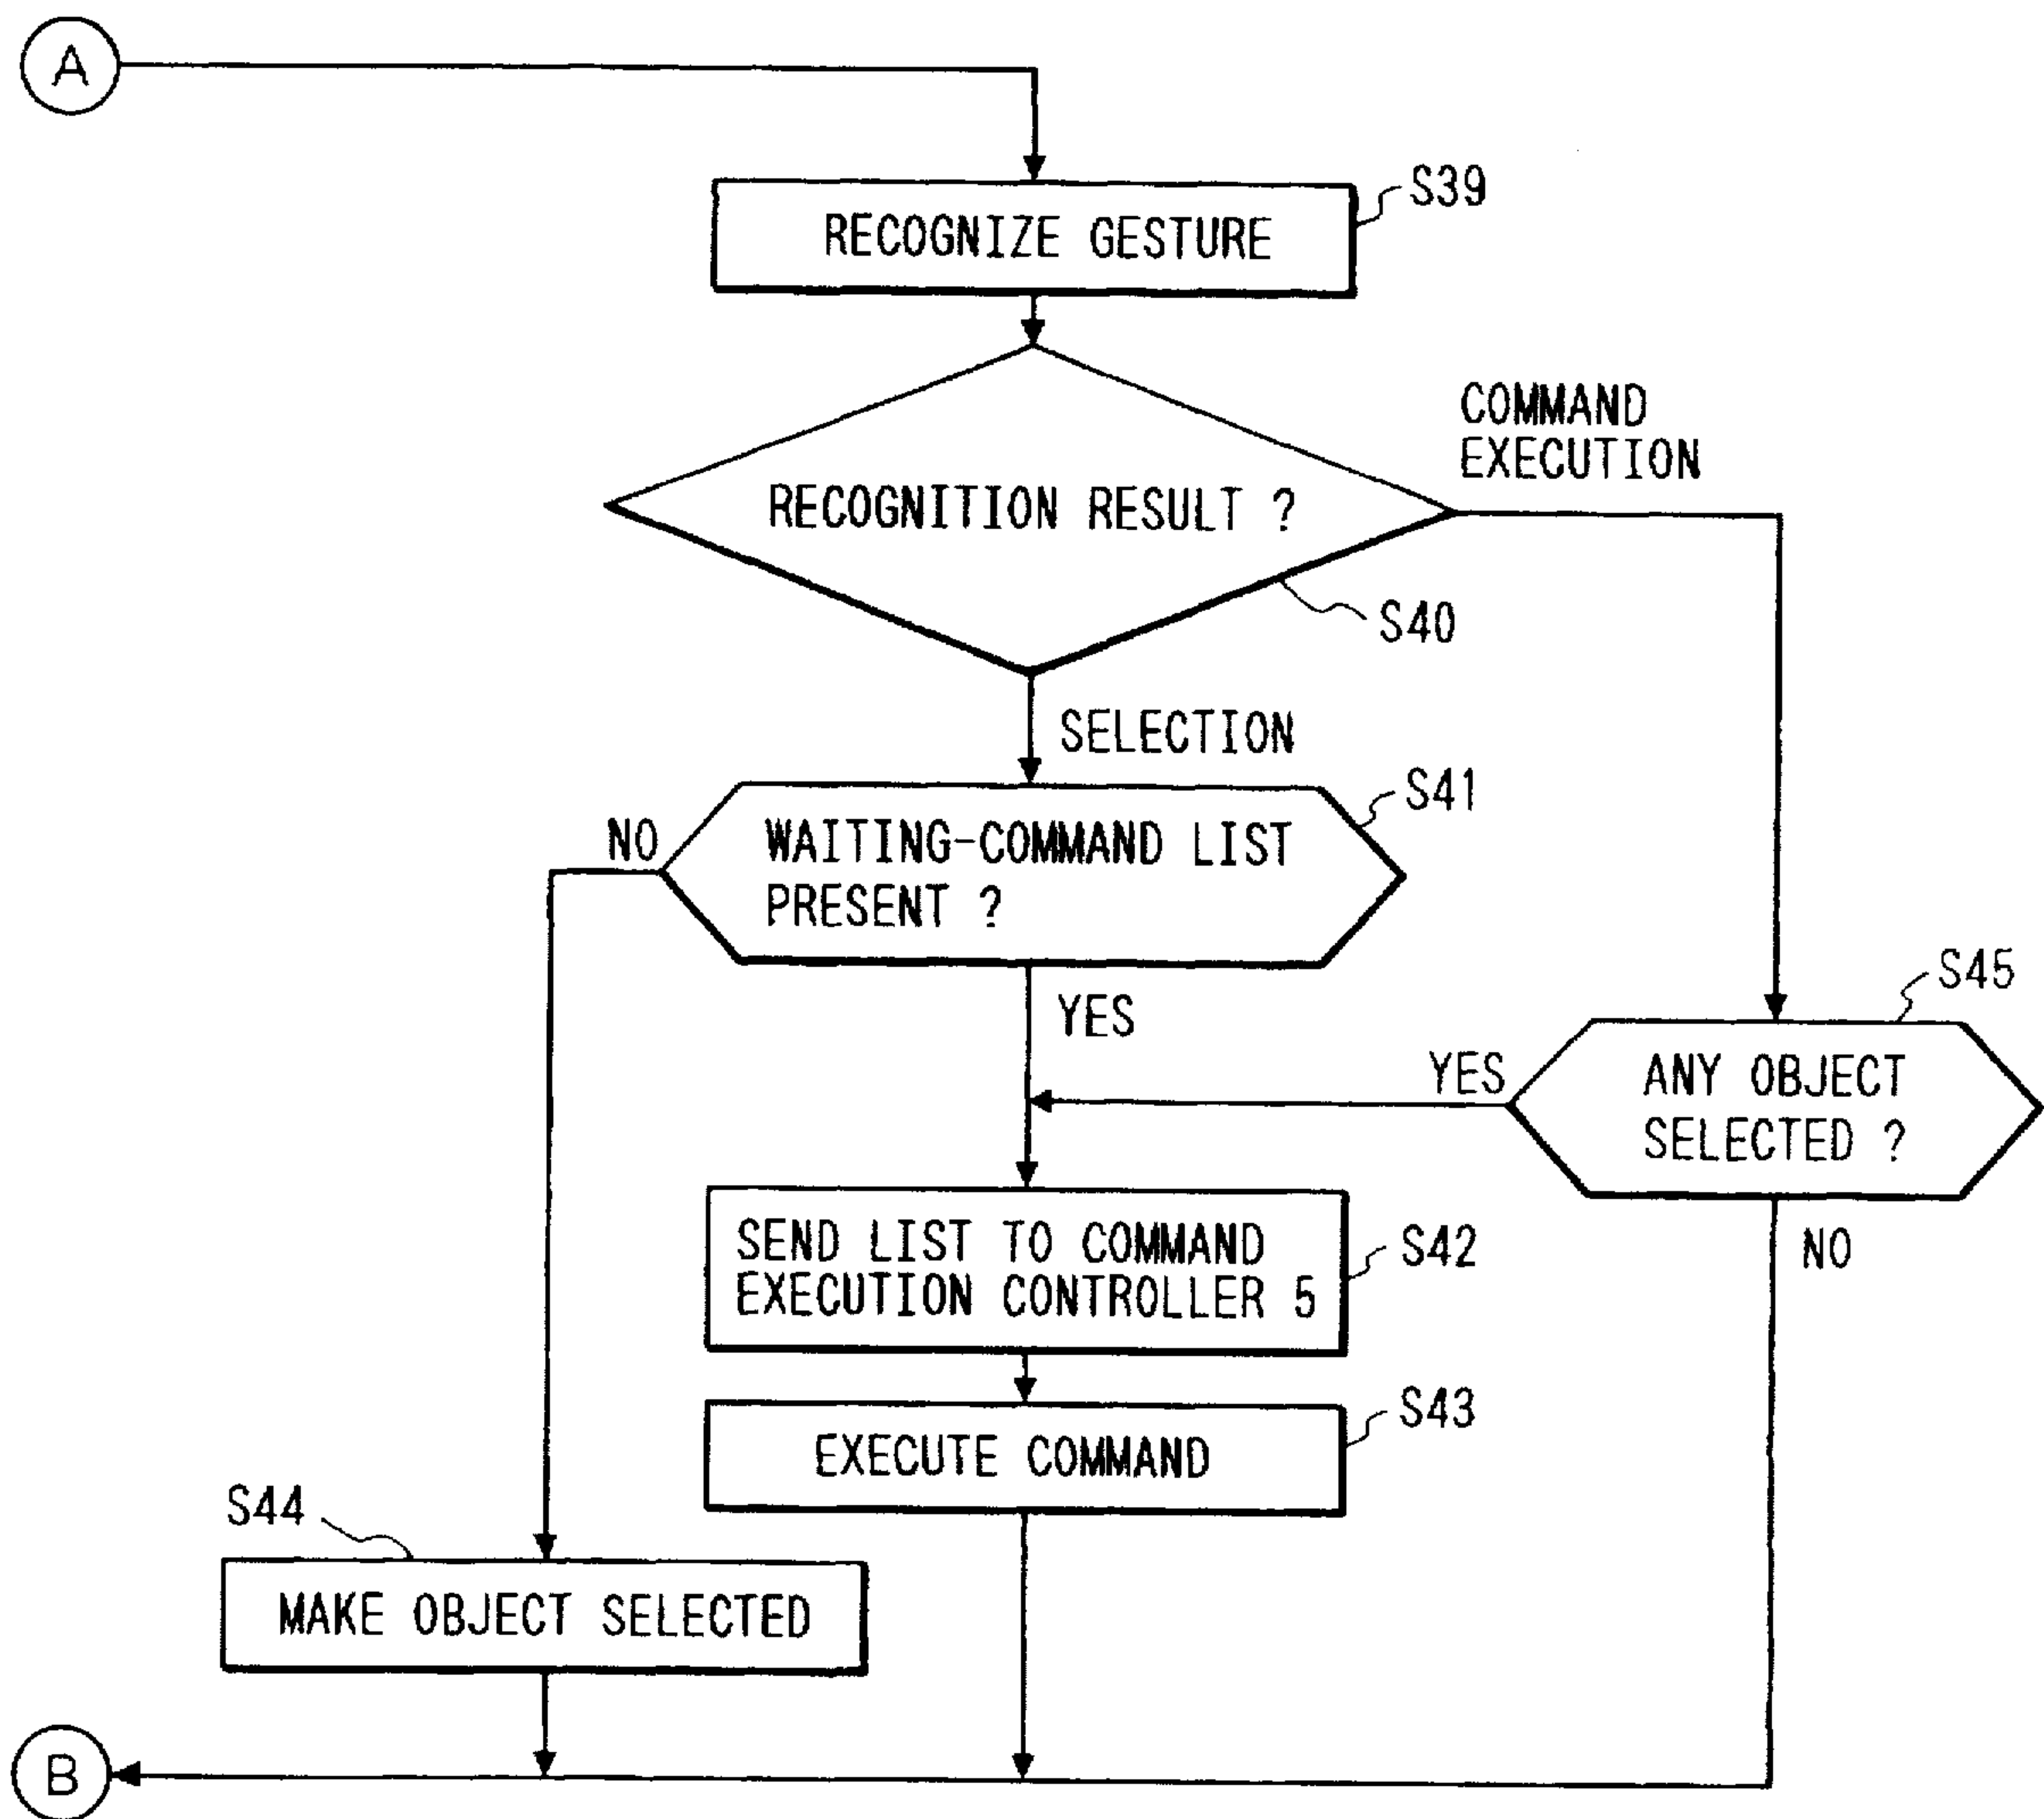 A
S39
RECOGNIZE GESTURE
COMMAND
EXECUTION
RECOGNITION RESULT ?
S40
SELECTION
S41
NO
WAITING-COMMAND LIST
PRESENT ?
S45
YES
YES
ANY OBJECT
SELECTED ?
SEND LIST TO COMMAND
EXECUTION CONTROLLER 5
S42
NO
S43
EXECUTE COMMAND
S44
MAKE OBJECT SELECTED
B